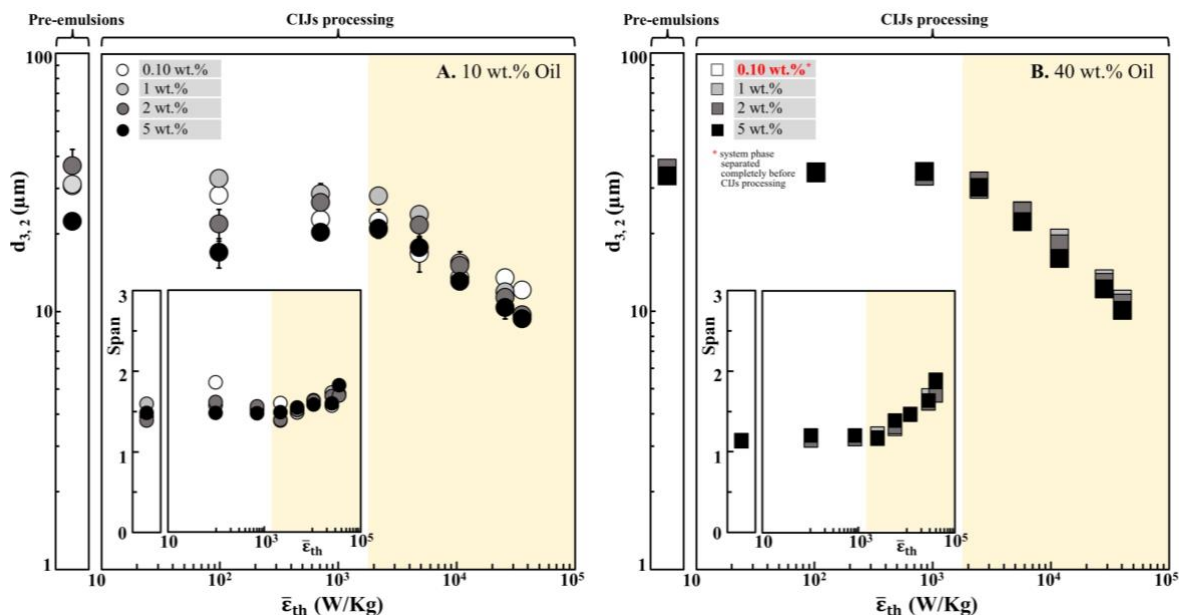 Pre-emulsions
CIJs processing
100
10
1
d3, 2 (μm)
A. 10 wt.% Oil
0.10 wt.%
1 wt.%
2 wt.%
5 wt.%
Span
3
2
1
0
10
10³
10⁵
ε̄th
10
10²
10³
10⁴
10⁵
ε̄th (W/Kg)
Pre-emulsions
CIJs processing
100
10
1
d3, 2 (μm)
B. 40 wt.% Oil
0.10 wt.%*
1 wt.%
2 wt.%
5 wt.%
* system phase
separated
completely before
CIJs processing
Span
3
2
1
0
10
10³
10⁵
ε̄th
10
10²
10³
10⁴
10⁵
ε̄th (W/Kg)